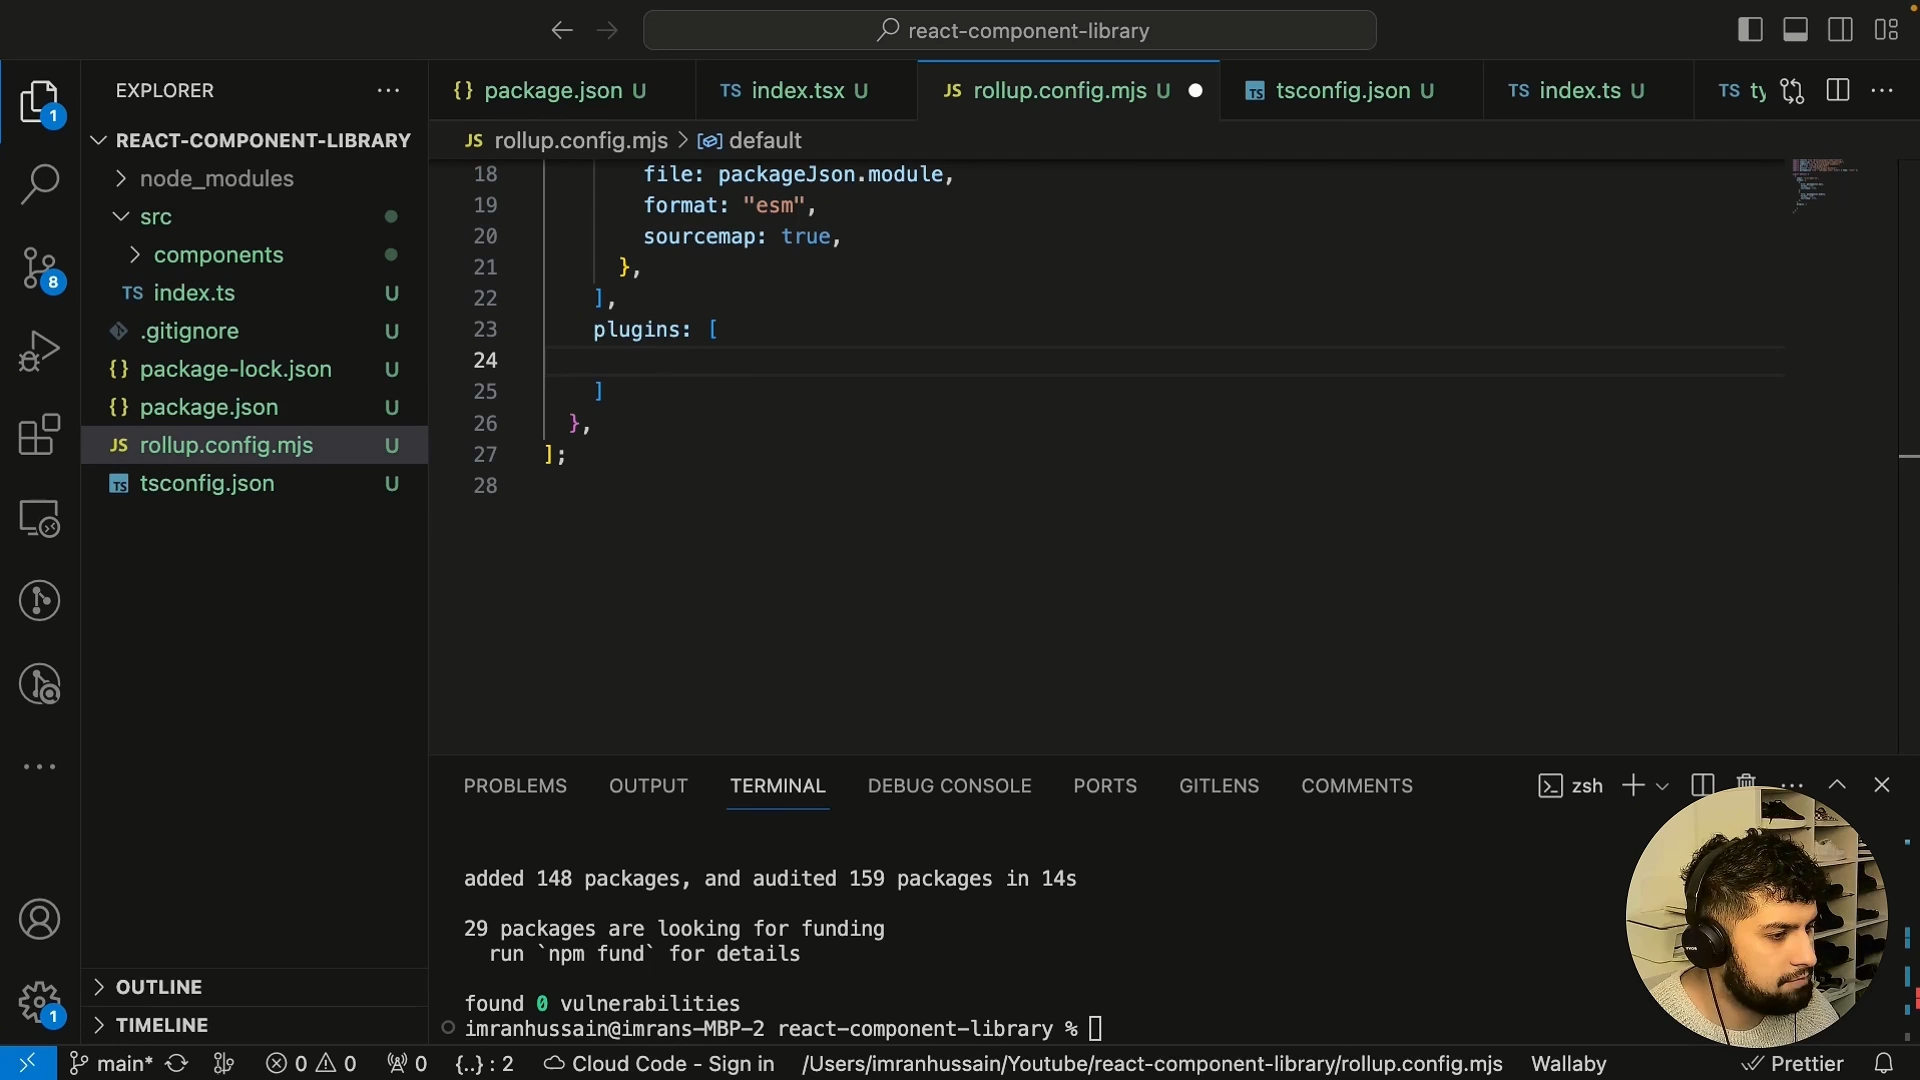 react-component-library
EXPLORER
package.json U
index.tsx U
rollup.config.mjs U
tsconfig.json U
index.ts U
ty
REACT-COMPONENT-LIBRARY
node_modules
src
components
index.ts U
.gitignore U
package-lock.json U
package.json U
rollup.config.mjs U
tsconfig.json U
OUTLINE
TIMELINE
rollup.config.mjs > default
18 file: packageJson.module,
19 format: "esm",
20 sourcemap: true,
21 },
22 ],
23 plugins: [
24
25 ]
26 },
27 ];
28
PROBLEMS OUTPUT TERMINAL DEBUG CONSOLE PORTS GITLENS COMMENTS zsh
added 148 packages, and audited 159 packages in 14s
29 packages are looking for funding
run `npm fund` for details
found 0 vulnerabilities
imranhussain@imrans-MBP-2 react-component-library %
main* 0 0 0 {..} : 2 Cloud Code - Sign in /Users/imranhussain/Youtube/react-component-library/rollup.config.mjs Wallaby Prettier